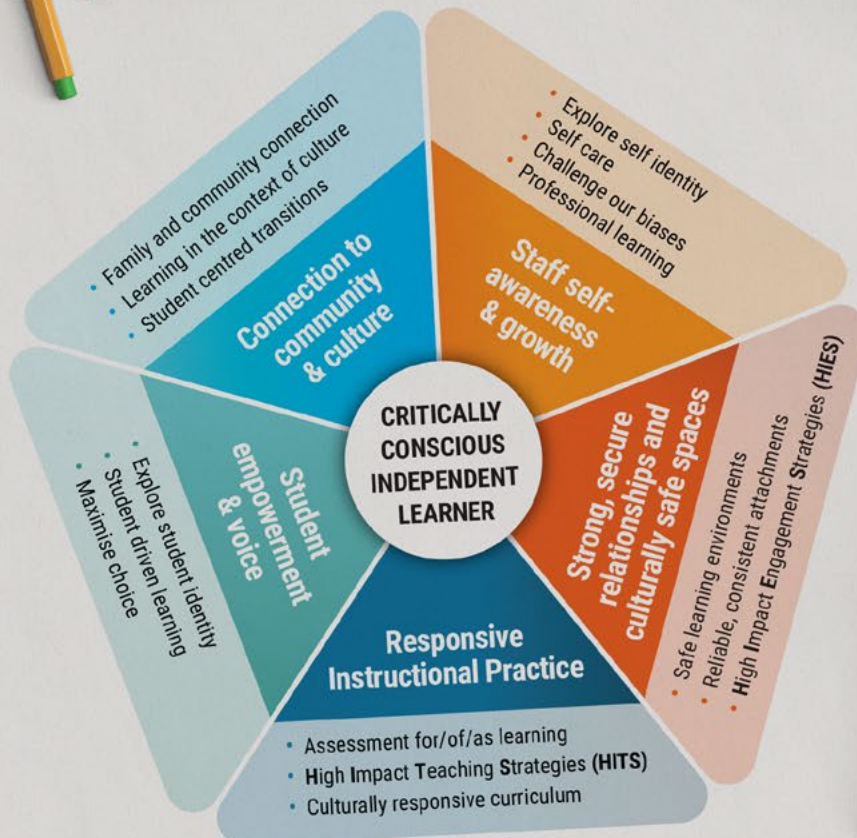 Family and community connection
Learning in the context of culture
Student centred transitions
Connection to
community
& culture
Explore self identity
Self care
Challenge our biases
Professional learning
Staff self-
awareness
& growth
Strong, secure
relationships and
culturally safe spaces
Safe learning environments
Reliable, consistent attachments
High Impact Engagement Strategies (HIES)
Responsive
Instructional Practice
Assessment for/of/as learning
High Impact Teaching Strategies (HITS)
Culturally responsive curriculum
Student
empowerment
& voice
Explore student identity
Student driven learning
Maximise choice
CRITICALLY
CONSCIOUS
INDEPENDENT
LEARNER